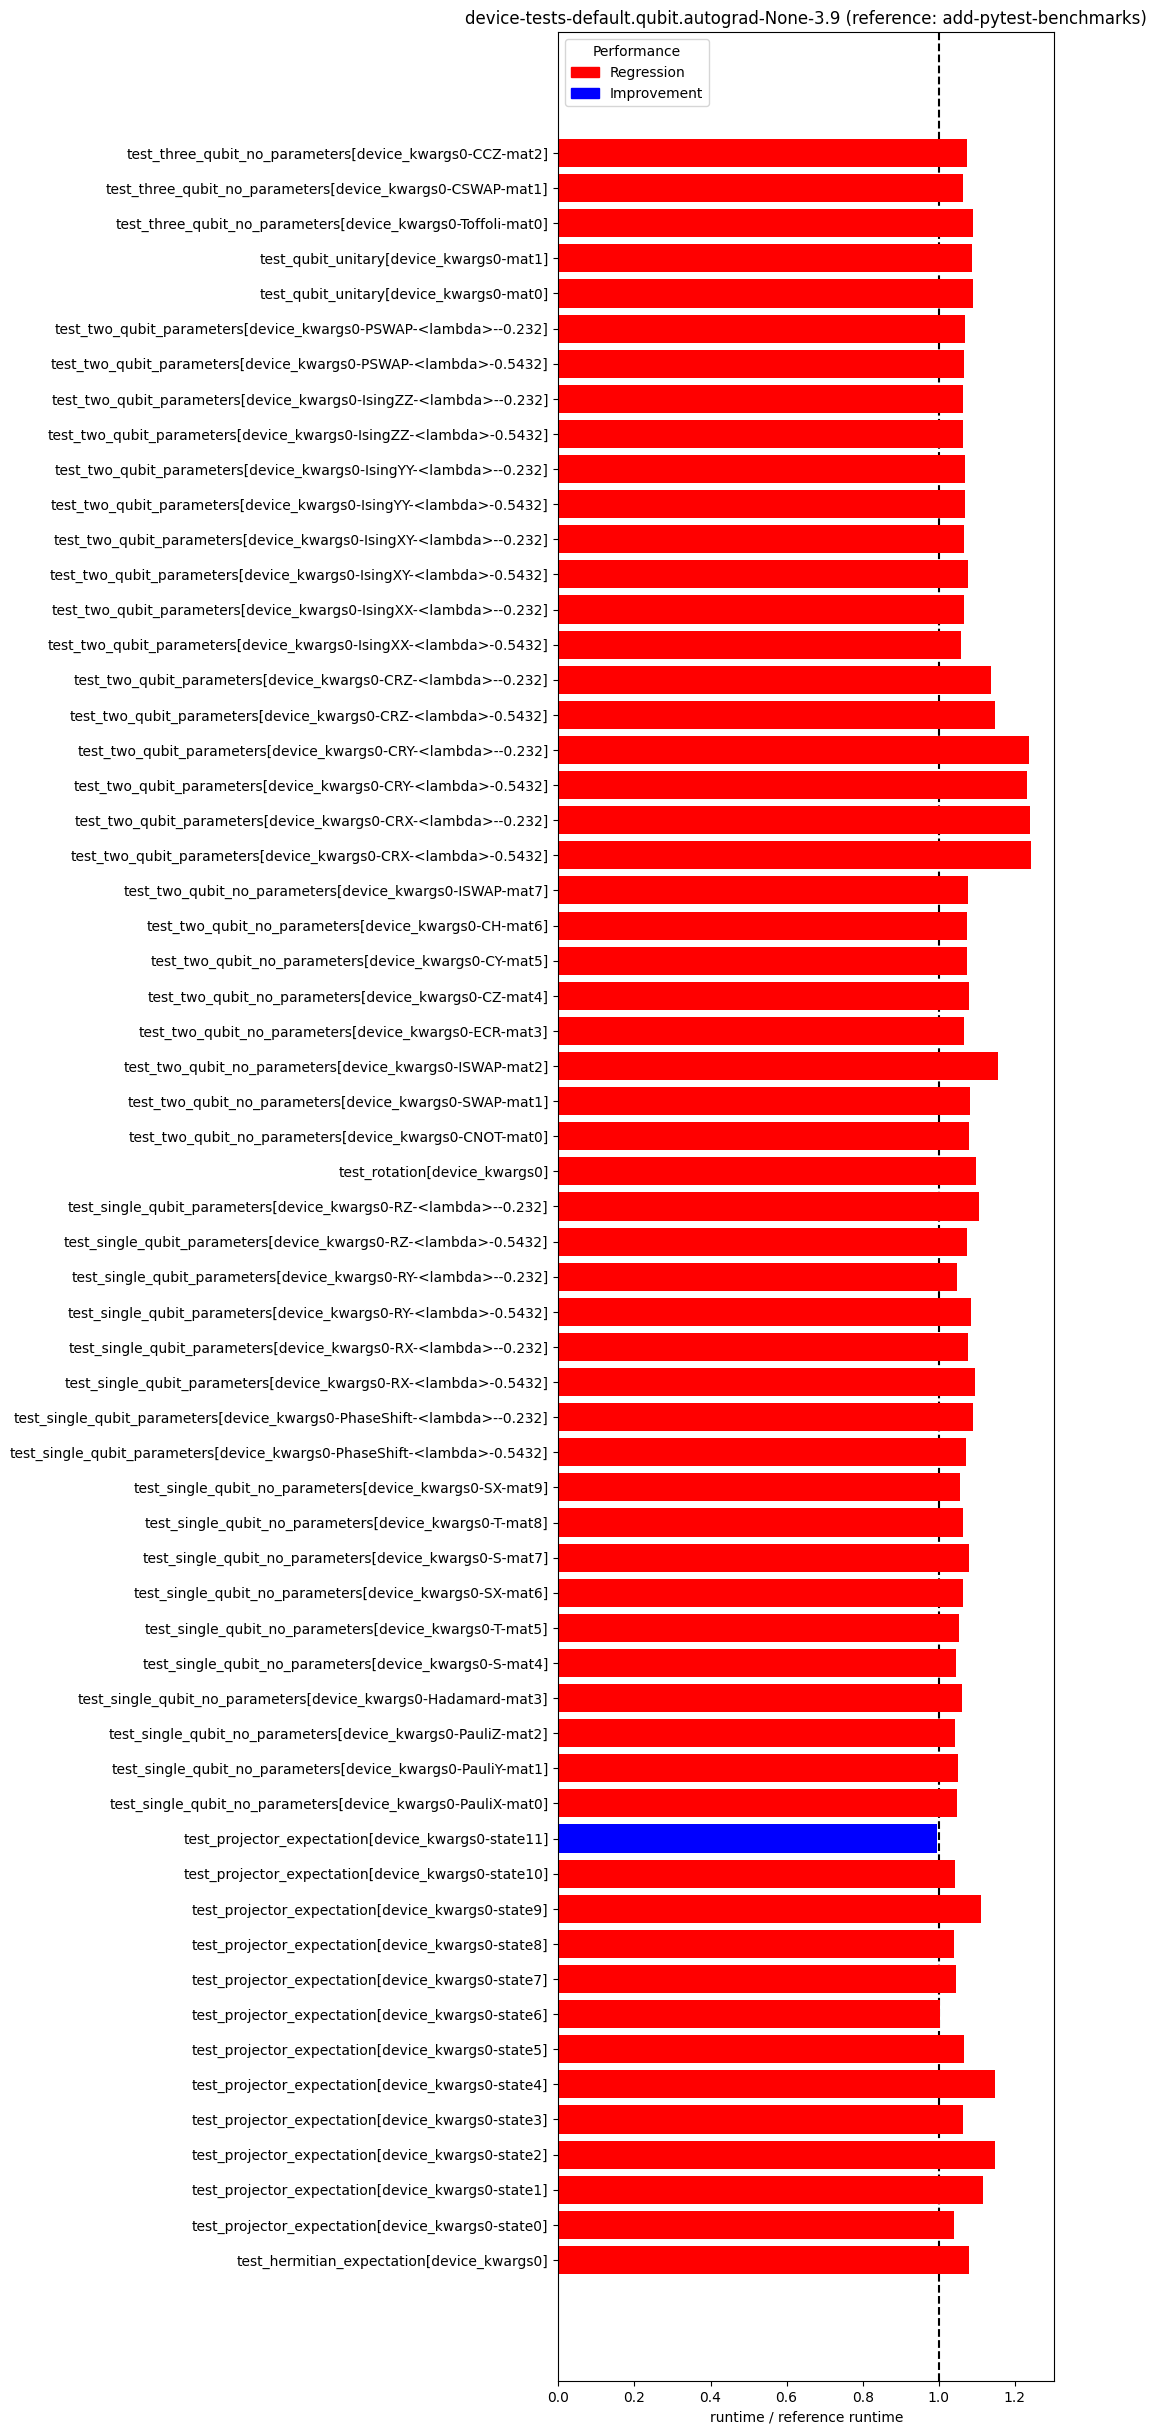 device-tests-default.qubit.autograd-None-3.9 (reference: add-pytest-benchmarks)
Performance
Regression
Improvement
test_three_qubit_no_parameters[device_kwargs0-CCZ-mat2]
test_three_qubit_no_parameters[device_kwargs0-CSWAP-mat1]
test_three_qubit_no_parameters[device_kwargs0-Toffoli-mat0]
test_qubit_unitary[device_kwargs0-mat1]
test_qubit_unitary[device_kwargs0-mat0]
test_two_qubit_parameters[device_kwargs0-PSWAP-<lambda>--0.232]
test_two_qubit_parameters[device_kwargs0-PSWAP-<lambda>-0.5432]
test_two_qubit_parameters[device_kwargs0-IsingZZ-<lambda>--0.232]
test_two_qubit_parameters[device_kwargs0-IsingZZ-<lambda>-0.5432]
test_two_qubit_parameters[device_kwargs0-IsingYY-<lambda>--0.232]
test_two_qubit_parameters[device_kwargs0-IsingYY-<lambda>-0.5432]
test_two_qubit_parameters[device_kwargs0-IsingXY-<lambda>--0.232]
test_two_qubit_parameters[device_kwargs0-IsingXY-<lambda>-0.5432]
test_two_qubit_parameters[device_kwargs0-IsingXX-<lambda>--0.232]
test_two_qubit_parameters[device_kwargs0-IsingXX-<lambda>-0.5432]
test_two_qubit_parameters[device_kwargs0-CRZ-<lambda>--0.232]
test_two_qubit_parameters[device_kwargs0-CRZ-<lambda>-0.5432]
test_two_qubit_parameters[device_kwargs0-CRY-<lambda>--0.232]
test_two_qubit_parameters[device_kwargs0-CRY-<lambda>-0.5432]
test_two_qubit_parameters[device_kwargs0-CRX-<lambda>--0.232]
test_two_qubit_parameters[device_kwargs0-CRX-<lambda>-0.5432]
test_two_qubit_no_parameters[device_kwargs0-ISWAP-mat7]
test_two_qubit_no_parameters[device_kwargs0-CH-mat6]
test_two_qubit_no_parameters[device_kwargs0-CY-mat5]
test_two_qubit_no_parameters[device_kwargs0-CZ-mat4]
test_two_qubit_no_parameters[device_kwargs0-ECR-mat3]
test_two_qubit_no_parameters[device_kwargs0-ISWAP-mat2]
test_two_qubit_no_parameters[device_kwargs0-SWAP-mat1]
test_two_qubit_no_parameters[device_kwargs0-CNOT-mat0]
test_rotation[device_kwargs0]
test_single_qubit_parameters[device_kwargs0-RZ-<lambda>--0.232]
test_single_qubit_parameters[device_kwargs0-RZ-<lambda>-0.5432]
test_single_qubit_parameters[device_kwargs0-RY-<lambda>--0.232]
test_single_qubit_parameters[device_kwargs0-RY-<lambda>-0.5432]
test_single_qubit_parameters[device_kwargs0-RX-<lambda>--0.232]
test_single_qubit_parameters[device_kwargs0-RX-<lambda>-0.5432]
test_single_qubit_parameters[device_kwargs0-PhaseShift-<lambda>--0.232]
test_single_qubit_parameters[device_kwargs0-PhaseShift-<lambda>-0.5432]
test_single_qubit_no_parameters[device_kwargs0-SX-mat9]
test_single_qubit_no_parameters[device_kwargs0-T-mat8]
test_single_qubit_no_parameters[device_kwargs0-S-mat7]
test_single_qubit_no_parameters[device_kwargs0-SX-mat6]
test_single_qubit_no_parameters[device_kwargs0-T-mat5]
test_single_qubit_no_parameters[device_kwargs0-S-mat4]
test_single_qubit_no_parameters[device_kwargs0-Hadamard-mat3]
test_single_qubit_no_parameters[device_kwargs0-PauliZ-mat2]
test_single_qubit_no_parameters[device_kwargs0-PauliY-mat1]
test_single_qubit_no_parameters[device_kwargs0-PauliX-mat0]
test_projector_expectation[device_kwargs0-state11]
test_projector_expectation[device_kwargs0-state10]
test_projector_expectation[device_kwargs0-state9]
test_projector_expectation[device_kwargs0-state8]
test_projector_expectation[device_kwargs0-state7]
test_projector_expectation[device_kwargs0-state6]
test_projector_expectation[device_kwargs0-state5]
test_projector_expectation[device_kwargs0-state4]
test_projector_expectation[device_kwargs0-state3]
test_projector_expectation[device_kwargs0-state2]
test_projector_expectation[device_kwargs0-state1]
test_projector_expectation[device_kwargs0-state0]
test_hermitian_expectation[device_kwargs0]
0.0 0.2 0.4 0.6 0.8 1.0 1.2
runtime / reference runtime